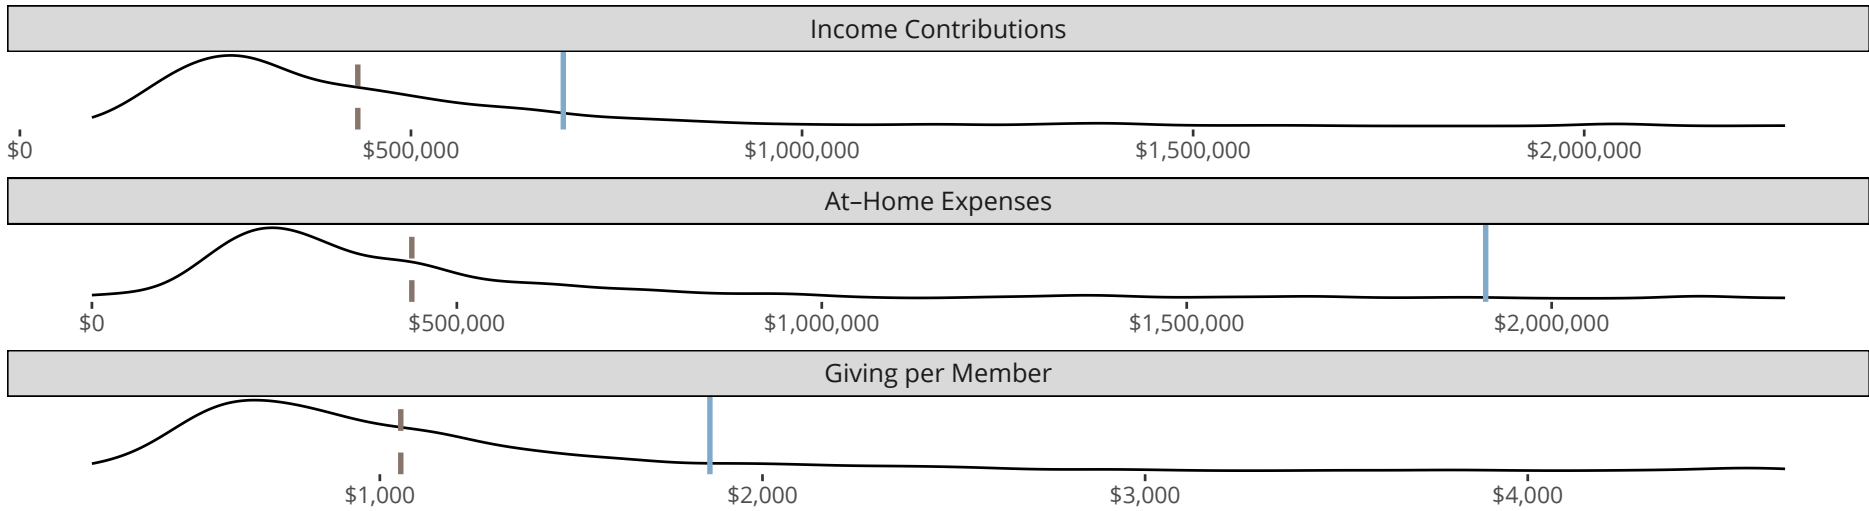 Income Contributions
$0 $500,000 $1,000,000 $1,500,000 $2,000,000
At–Home Expenses
$0 $500,000 $1,000,000 $1,500,000 $2,000,000
Giving per Member
$1,000 $2,000 $3,000 $4,000